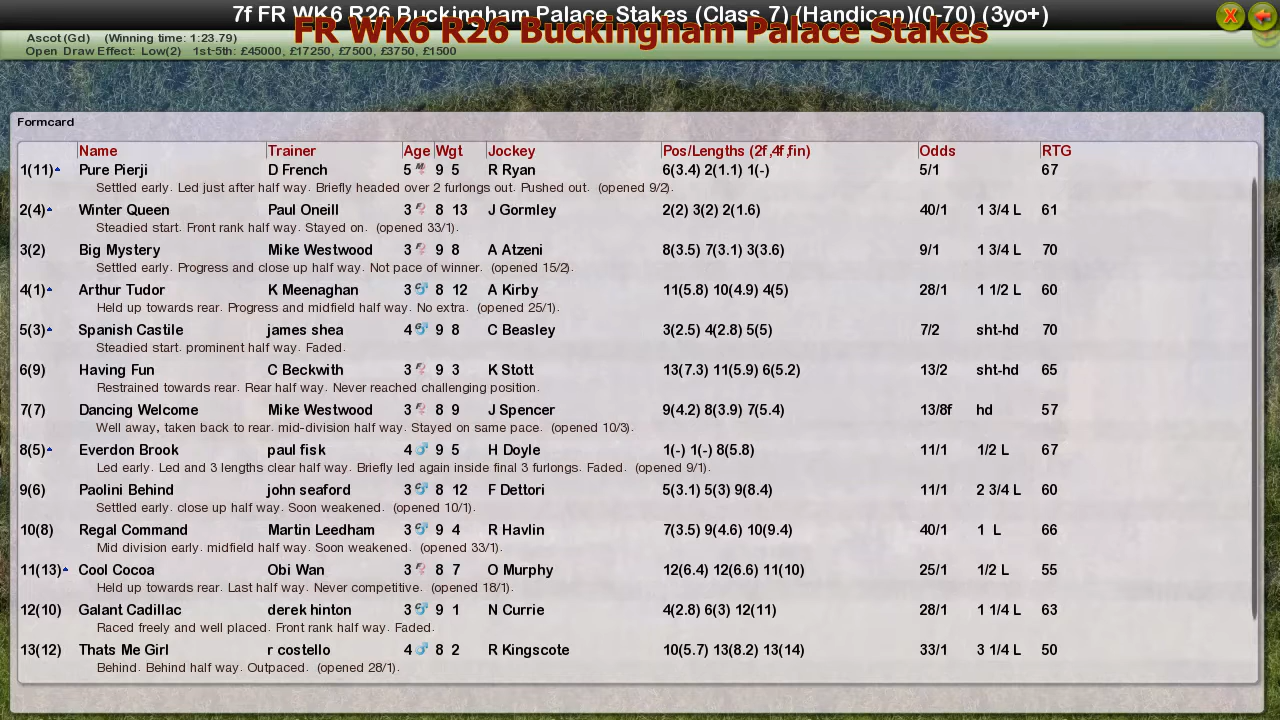 7f FR WK6 R26 Buckingham Palace Stakes (Class 7) (Handicap)(0-70) (3yo+)
FR WK6 R26 Buckingham Palace Stakes
Ascot(Gd) (Winning time: 1:23.79)
Open Draw Effect: Low(2) 1st-5th: £45000, £17250, £7500, £3750, £1500
Formcard
Name Trainer Age Wgt Jockey Pos/Lengths (2f,4f,fin) Odds RTG
1(11) Pure Pierji D French 5 9 5 R Ryan 6(3.4) 2(1.1) 1(-) 5/1 67
Settled early. Led just after half way. Briefly headed over 2 furlongs out. Pushed out. (opened 9/2).
2(4) Winter Queen Paul Oneill 3 8 13 J Gormley 2(2) 3(2) 2(1.6) 40/1 1 3/4 L 61
Steadied start. Front rank half way. Stayed on. (opened 33/1).
3(2) Big Mystery Mike Westwood 3 9 8 A Atzeni 8(3.5) 7(3.1) 3(3.6) 9/1 1 3/4 L 70
Settled early. Progress and close up half way. Not pace of winner. (opened 15/2).
4(1) Arthur Tudor K Meenaghan 3 8 12 A Kirby 11(5.8) 10(4.9) 4(5) 28/1 1 1/2 L 60
Held up towards rear. Progress and midfield half way. No extra. (opened 25/1).
5(3) Spanish Castile james shea 4 9 8 C Beasley 3(2.5) 4(2.8) 5(5) 7/2 sht-hd 70
Steadied start. prominent half way. Faded.
6(9) Having Fun C Beckwith 3 9 3 K Stott 13(7.3) 11(5.9) 6(5.2) 13/2 sht-hd 65
Restrained towards rear. Rear half way. Never reached challenging position.
7(7) Dancing Welcome Mike Westwood 3 8 9 J Spencer 9(4.2) 8(3.9) 7(5.4) 13/8f hd 57
Well away, taken back to rear. mid-division half way. Stayed on same pace. (opened 10/3).
8(5) Everdon Brook paul fisk 4 9 5 H Doyle 1(-) 1(-) 8(5.8) 11/1 1/2 L 67
Led early. Led and 3 lengths clear half way. Briefly led again inside final 3 furlongs. Faded. (opened 9/1).
9(6) Paolini Behind john seaford 3 8 12 F Dettori 5(3.1) 5(3) 9(8.4) 11/1 2 3/4 L 60
Settled early. close up half way. Soon weakened. (opened 10/1).
10(8) Regal Command Martin Leedham 3 9 4 R Havlin 7(3.5) 9(4.6) 10(9.4) 40/1 1 L 66
Mid division early. midfield half way. Soon weakened. (opened 33/1).
11(13) Cool Cocoa Obi Wan 3 8 7 O Murphy 12(6.4) 12(6.6) 11(10) 25/1 1/2 L 55
Held up towards rear. Last half way. Never competitive. (opened 18/1).
12(10) Galant Cadillac derek hinton 3 9 1 N Currie 4(2.8) 6(3) 12(11) 28/1 1 1/4 L 63
Raced freely and well placed. Front rank half way. Faded.
13(12) Thats Me Girl r costello 4 8 2 R Kingscote 10(5.7) 13(8.2) 13(14) 33/1 3 1/4 L 50
Behind. Behind half way. Outpaced. (opened 28/1).